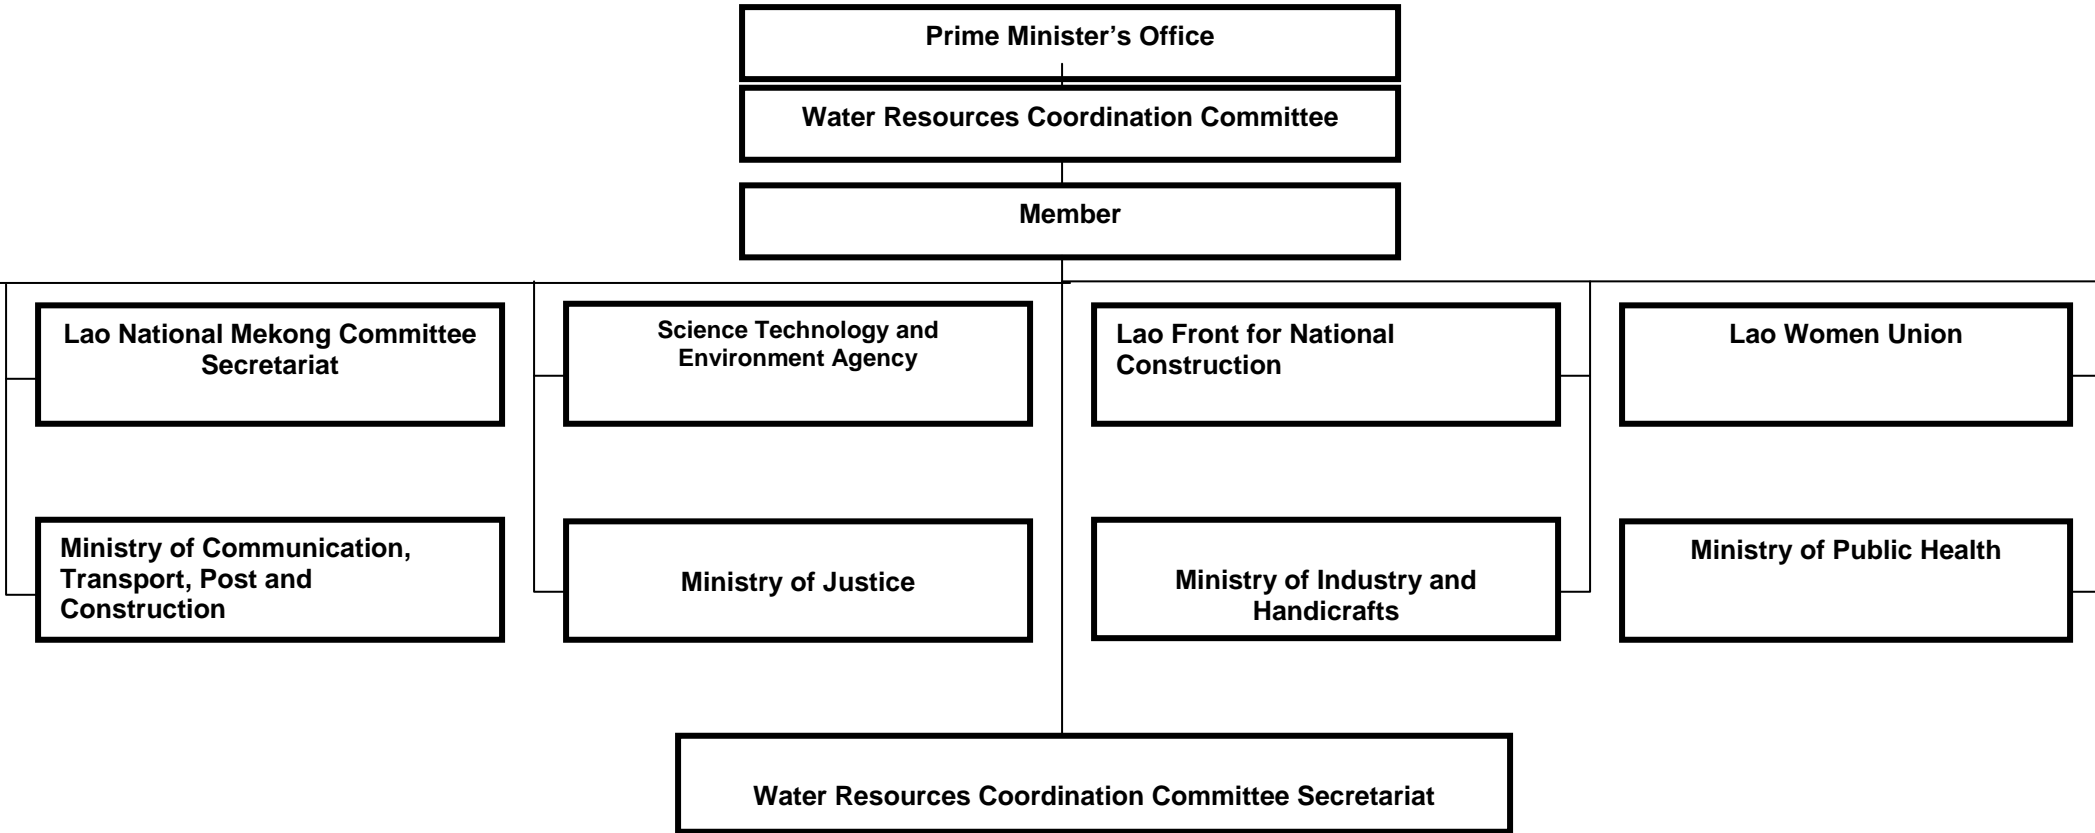 Prime Minister’s Office
Water Resources Coordination Committee
Member
Lao National Mekong Committee
Secretariat
Science Technology and
Environment Agency
Lao Front for National
Construction
Lao Women Union
Ministry of Communication,
Transport, Post and
Construction
Ministry of Justice
Ministry of Industry and
Handicrafts
Ministry of Public Health
Water Resources Coordination Committee Secretariat